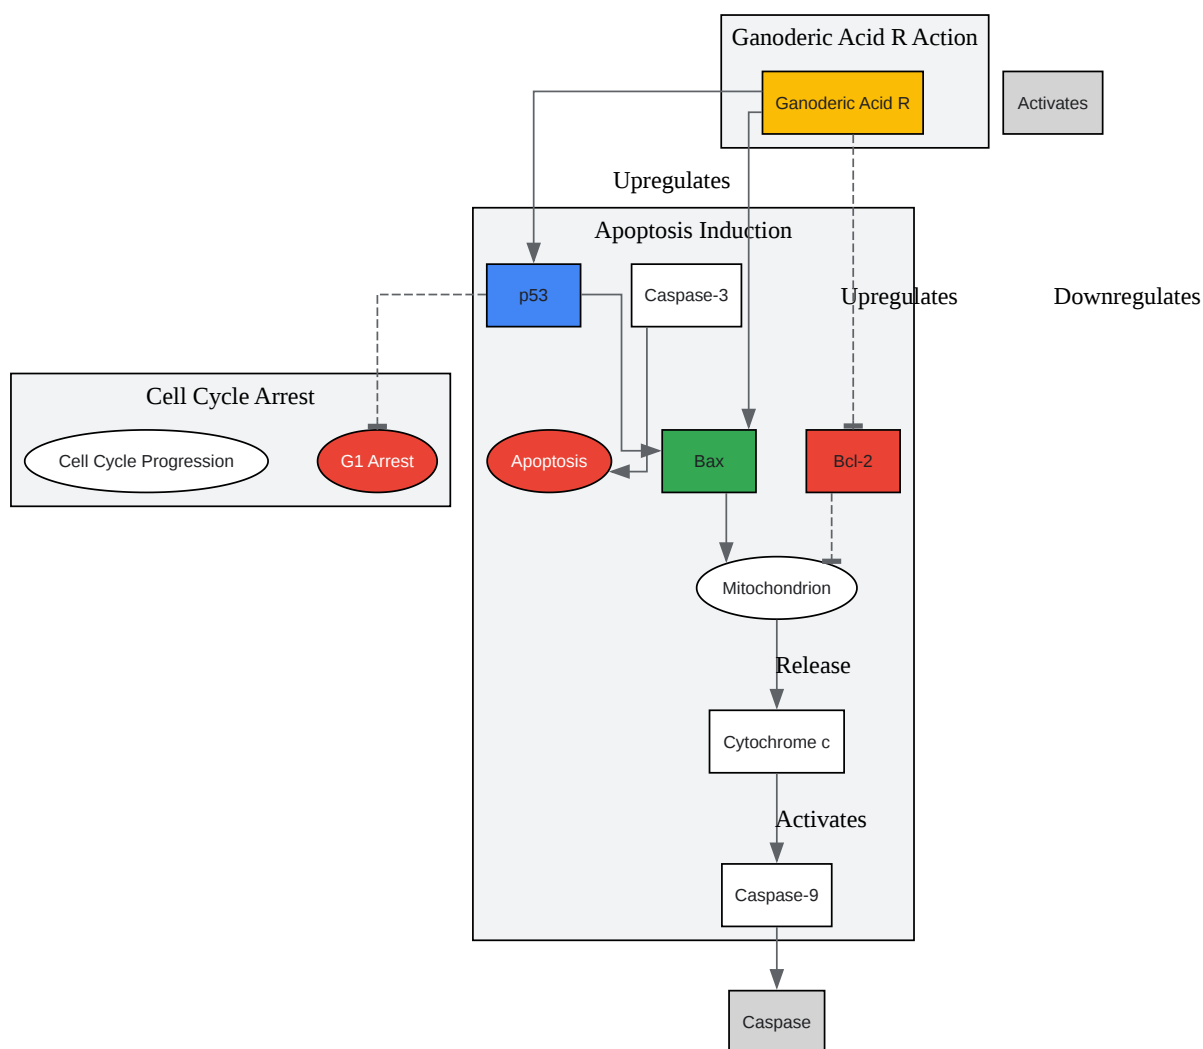 Ganoderic Acid R Action
Ganoderic Acid R
Activates
Upregulates
Apoptosis Induction
p53
Caspase-3
Upregulates
Downregulates
Cell Cycle Arrest
Cell Cycle Progression
G1 Arrest
Apoptosis
Bax
Bcl-2
Mitochondrion
Release
Cytochrome c
Activates
Caspase-9
Caspase